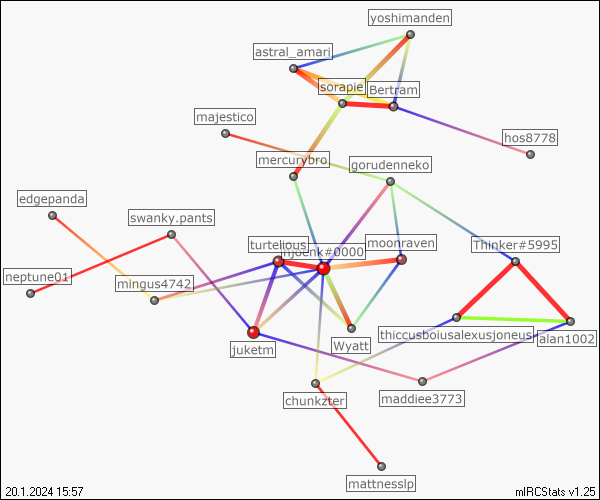 yoshimanden
astral_amari
sorapie
Bertram
majestico
hos8778
mercurybro
gorudenneko
edgepanda
swanky.pants
turtelious
mjoenk#0000
moonraven
Thinker#5995
neptune01
mingus4742
thiccusboiusalexusjoneus
alan1002
juketm
Wyatt
chunkzter
maddiee3773
mattnesslp
20.1.2024 15:57
mIRCStats v1.25